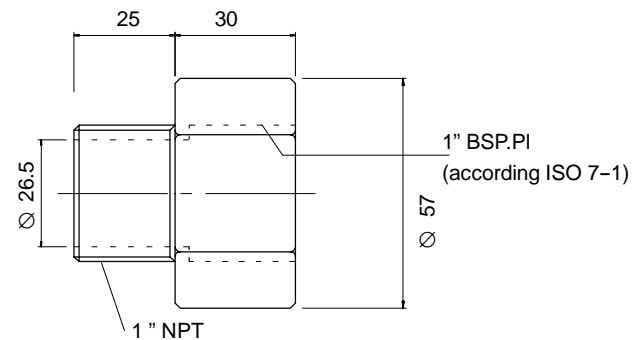 25
30
1" BSP.Pl
(according ISO 7-1)
Ø 26.5
Ø 57
1 " NPT